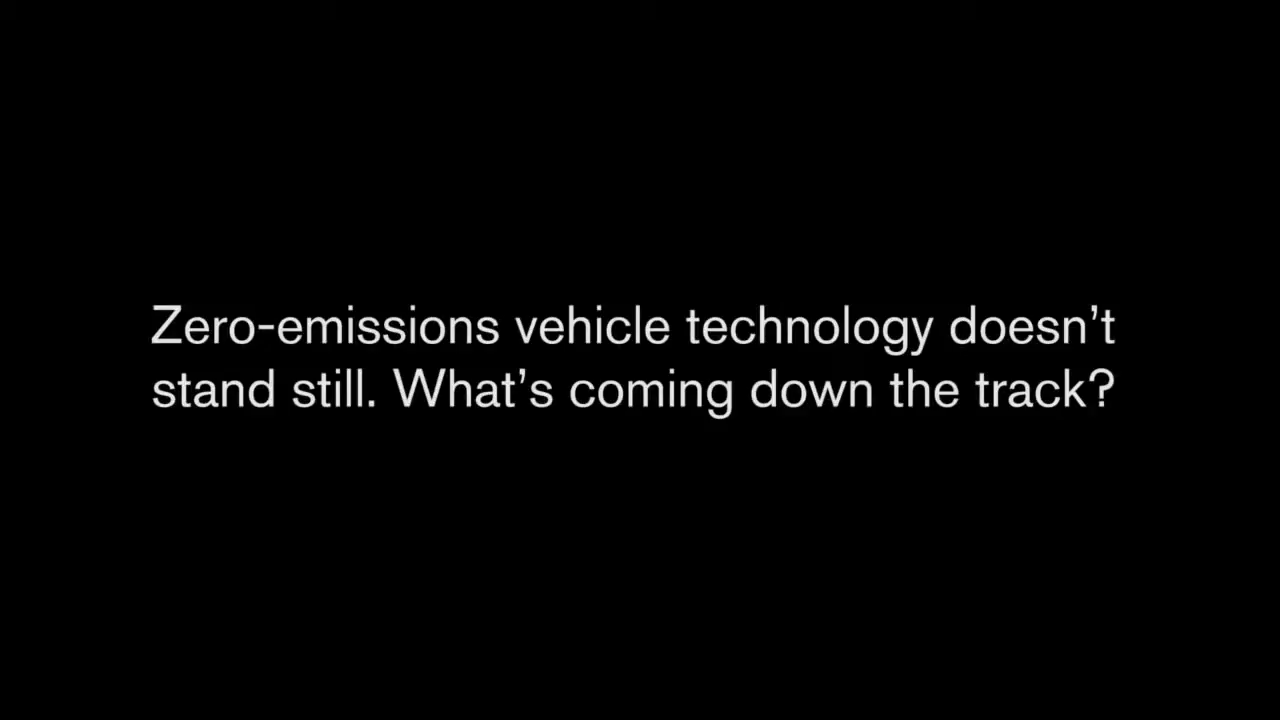 Zero-emissions vehicle technology doesn’t
stand still. What’s coming down the track?